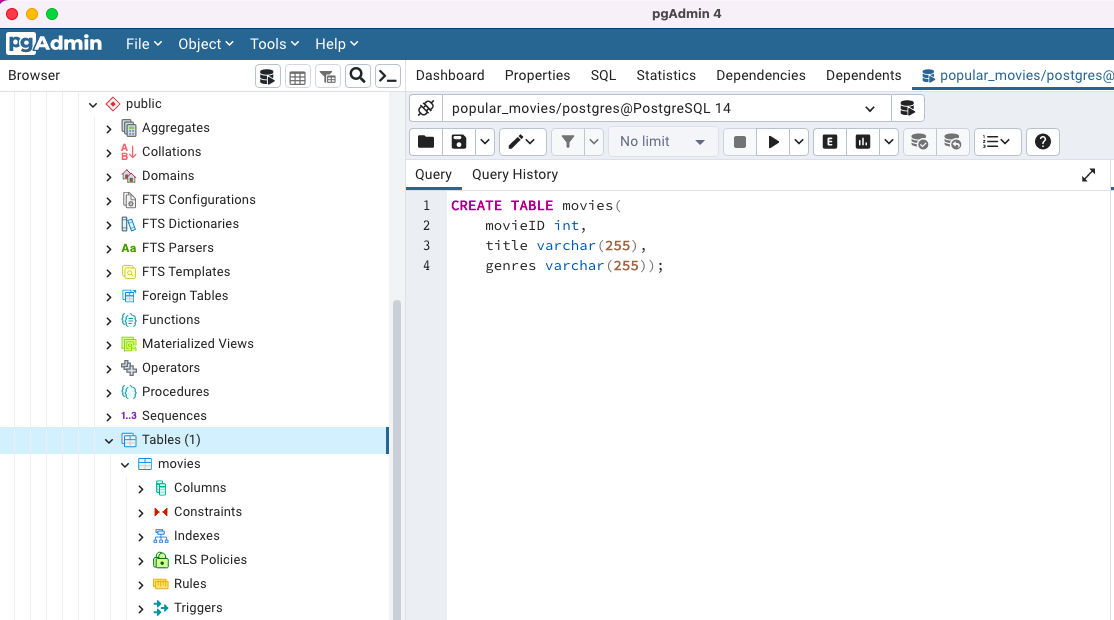 pgAdmin 4
pgAdmin File Object Tools Help
Browser
Dashboard Properties SQL Statistics Dependencies Dependents popular_movies/postgres@
popular_movies/postgres@PostgreSQL 14
No limit
E
Query Query History
public
Aggregates
Collations
Domains
FTS Configurations
FTS Dictionaries
Aa FTS Parsers
FTS Templates
Foreign Tables
Functions
Materialized Views
Operators
Procedures
1..3 Sequences
Tables (1)
movies
Columns
Constraints
Indexes
RLS Policies
Rules
Triggers
1 CREATE TABLE movies(
2 movieID int,
3 title varchar(255),
4 genres varchar(255));